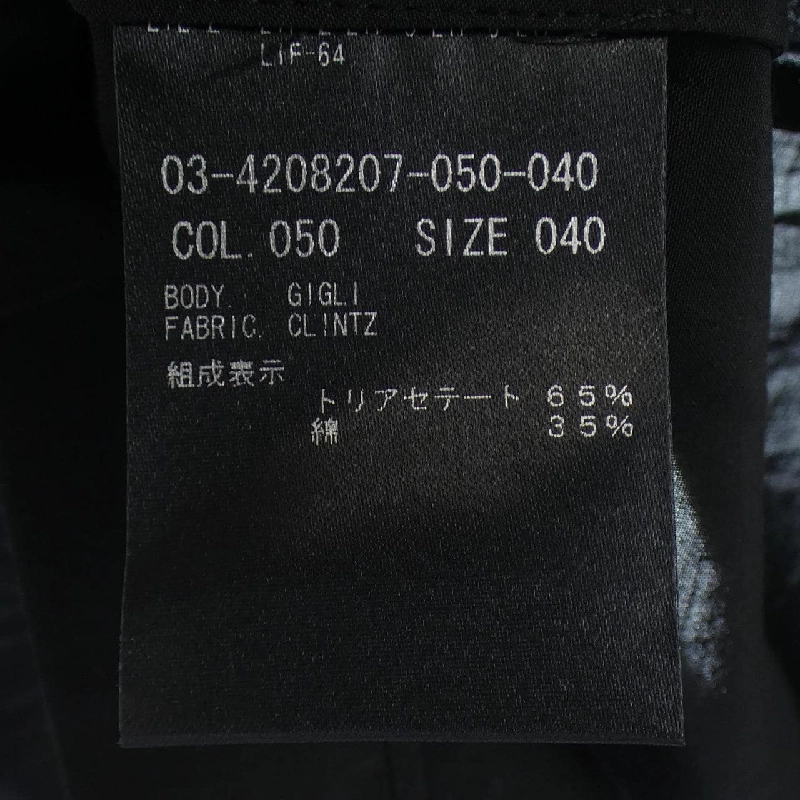 LIF-64
03-4208207-050-040
COL. 050 SIZE 040
BODY. GIGLI
FABRIC. CLINTZ
組成表示
トリアセテート 65%
綿 35%